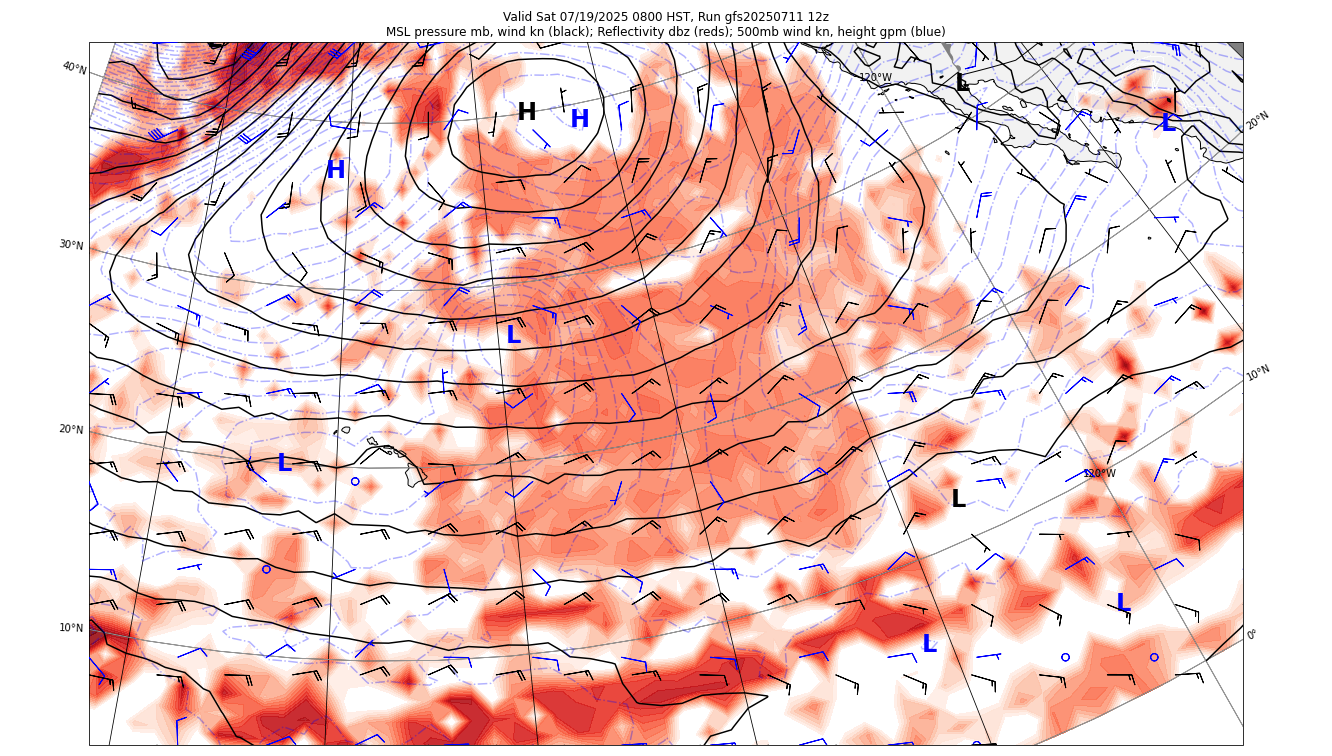 Valid Sat 07/19/2025 0800 HST, Run gfs20250711 12z
MSL pressure mb, wind kn (black); Reflectivity dbz (reds); 500mb wind kn, height gpm (blue)
40°N
120°W
L
20°N
H
H
L
H
30°N
L
10°N
20°N
L
120°W
L
L
10°N
L
0°